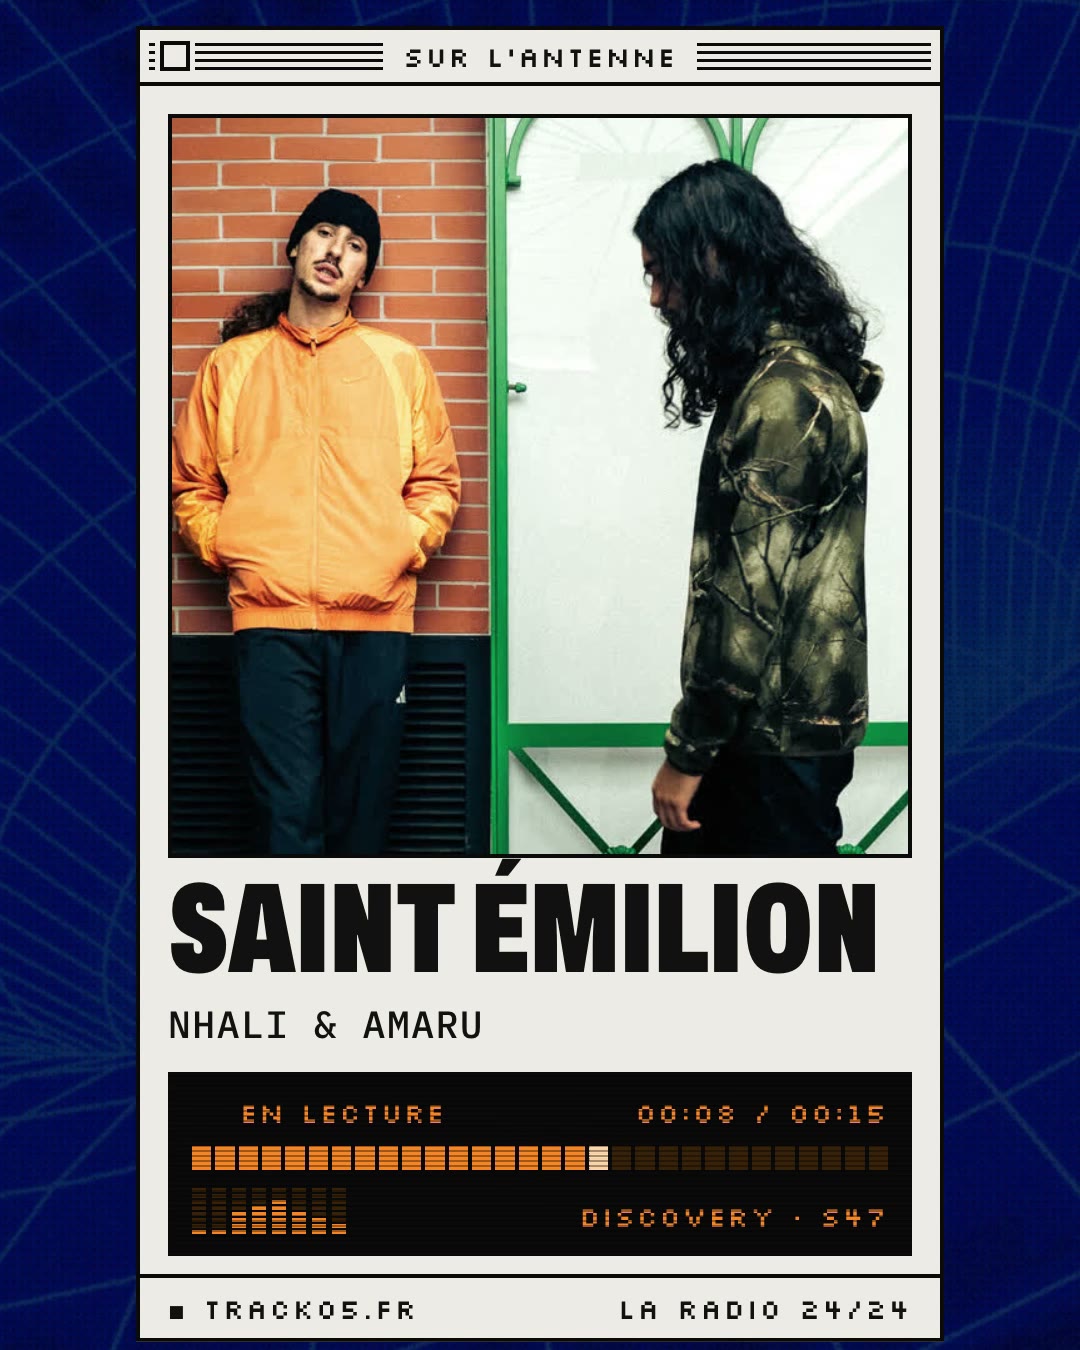 SUR L'ANTENNE
SAINT ÉMILION
NHALI & AMARU
EN LECTURE
00:08 / 00:15
DISCOVERY · S47
■ TRACK05.FR
LA RADIO 24/24